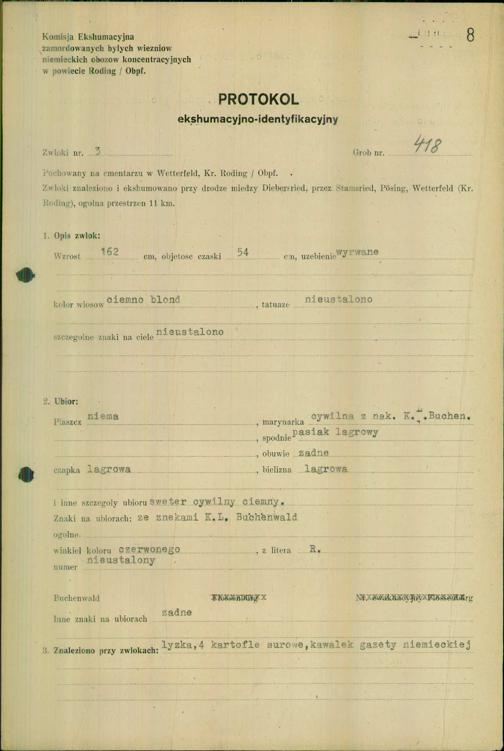 8
Komisja Ekshumacyjna
zamordowanych byłych wiezniow
niemieckich obozow koncentracyjnych
w powiecie Roding / Obpf.
PROTOKOL
ekshumacyjno-identyfikacyjny
Zwloki nr. 3 Grob nr. 418
Pochowany na cmentarzu w Wetterfeld, Kr. Roding / Obpf.
Zwloki znaleziono i ekshumowano przy drodze miedzy Diebersried, przez Stamsried, Pösing, Wetterfeld (Kr.
Roding), ogolna przestrzen 11 km.
1. Opis zwlok:
Wzrost 162 cm, objetosc czaski 54 cm, uzebienie wyrwane
kolor wlosow ciemno blond , tatuaze nieustalono
szczegolne znaki na ciele nieustalono
2. Ubior:
Plaszcz niema , marynarka cywilna z nak. K.L. Buchen.
, spodnie pasiak lagrowy
, obuwie zadne
czapka lagrowa , bielizna lagrowa
i inne szczegoly ubioru sweter cywilny ciemny.
Znaki na ubiorach: ze znekami K.L. Buchenwald
ogolne
winkiel koloru czerwonego , z litera R.
numer nieustalony
Buchenwald
Inne znaki na ubiorach zadne
3. Znaleziono przy zwlokach: lyzka,4 kartofle surowe,kawalek gazety niemieckiej